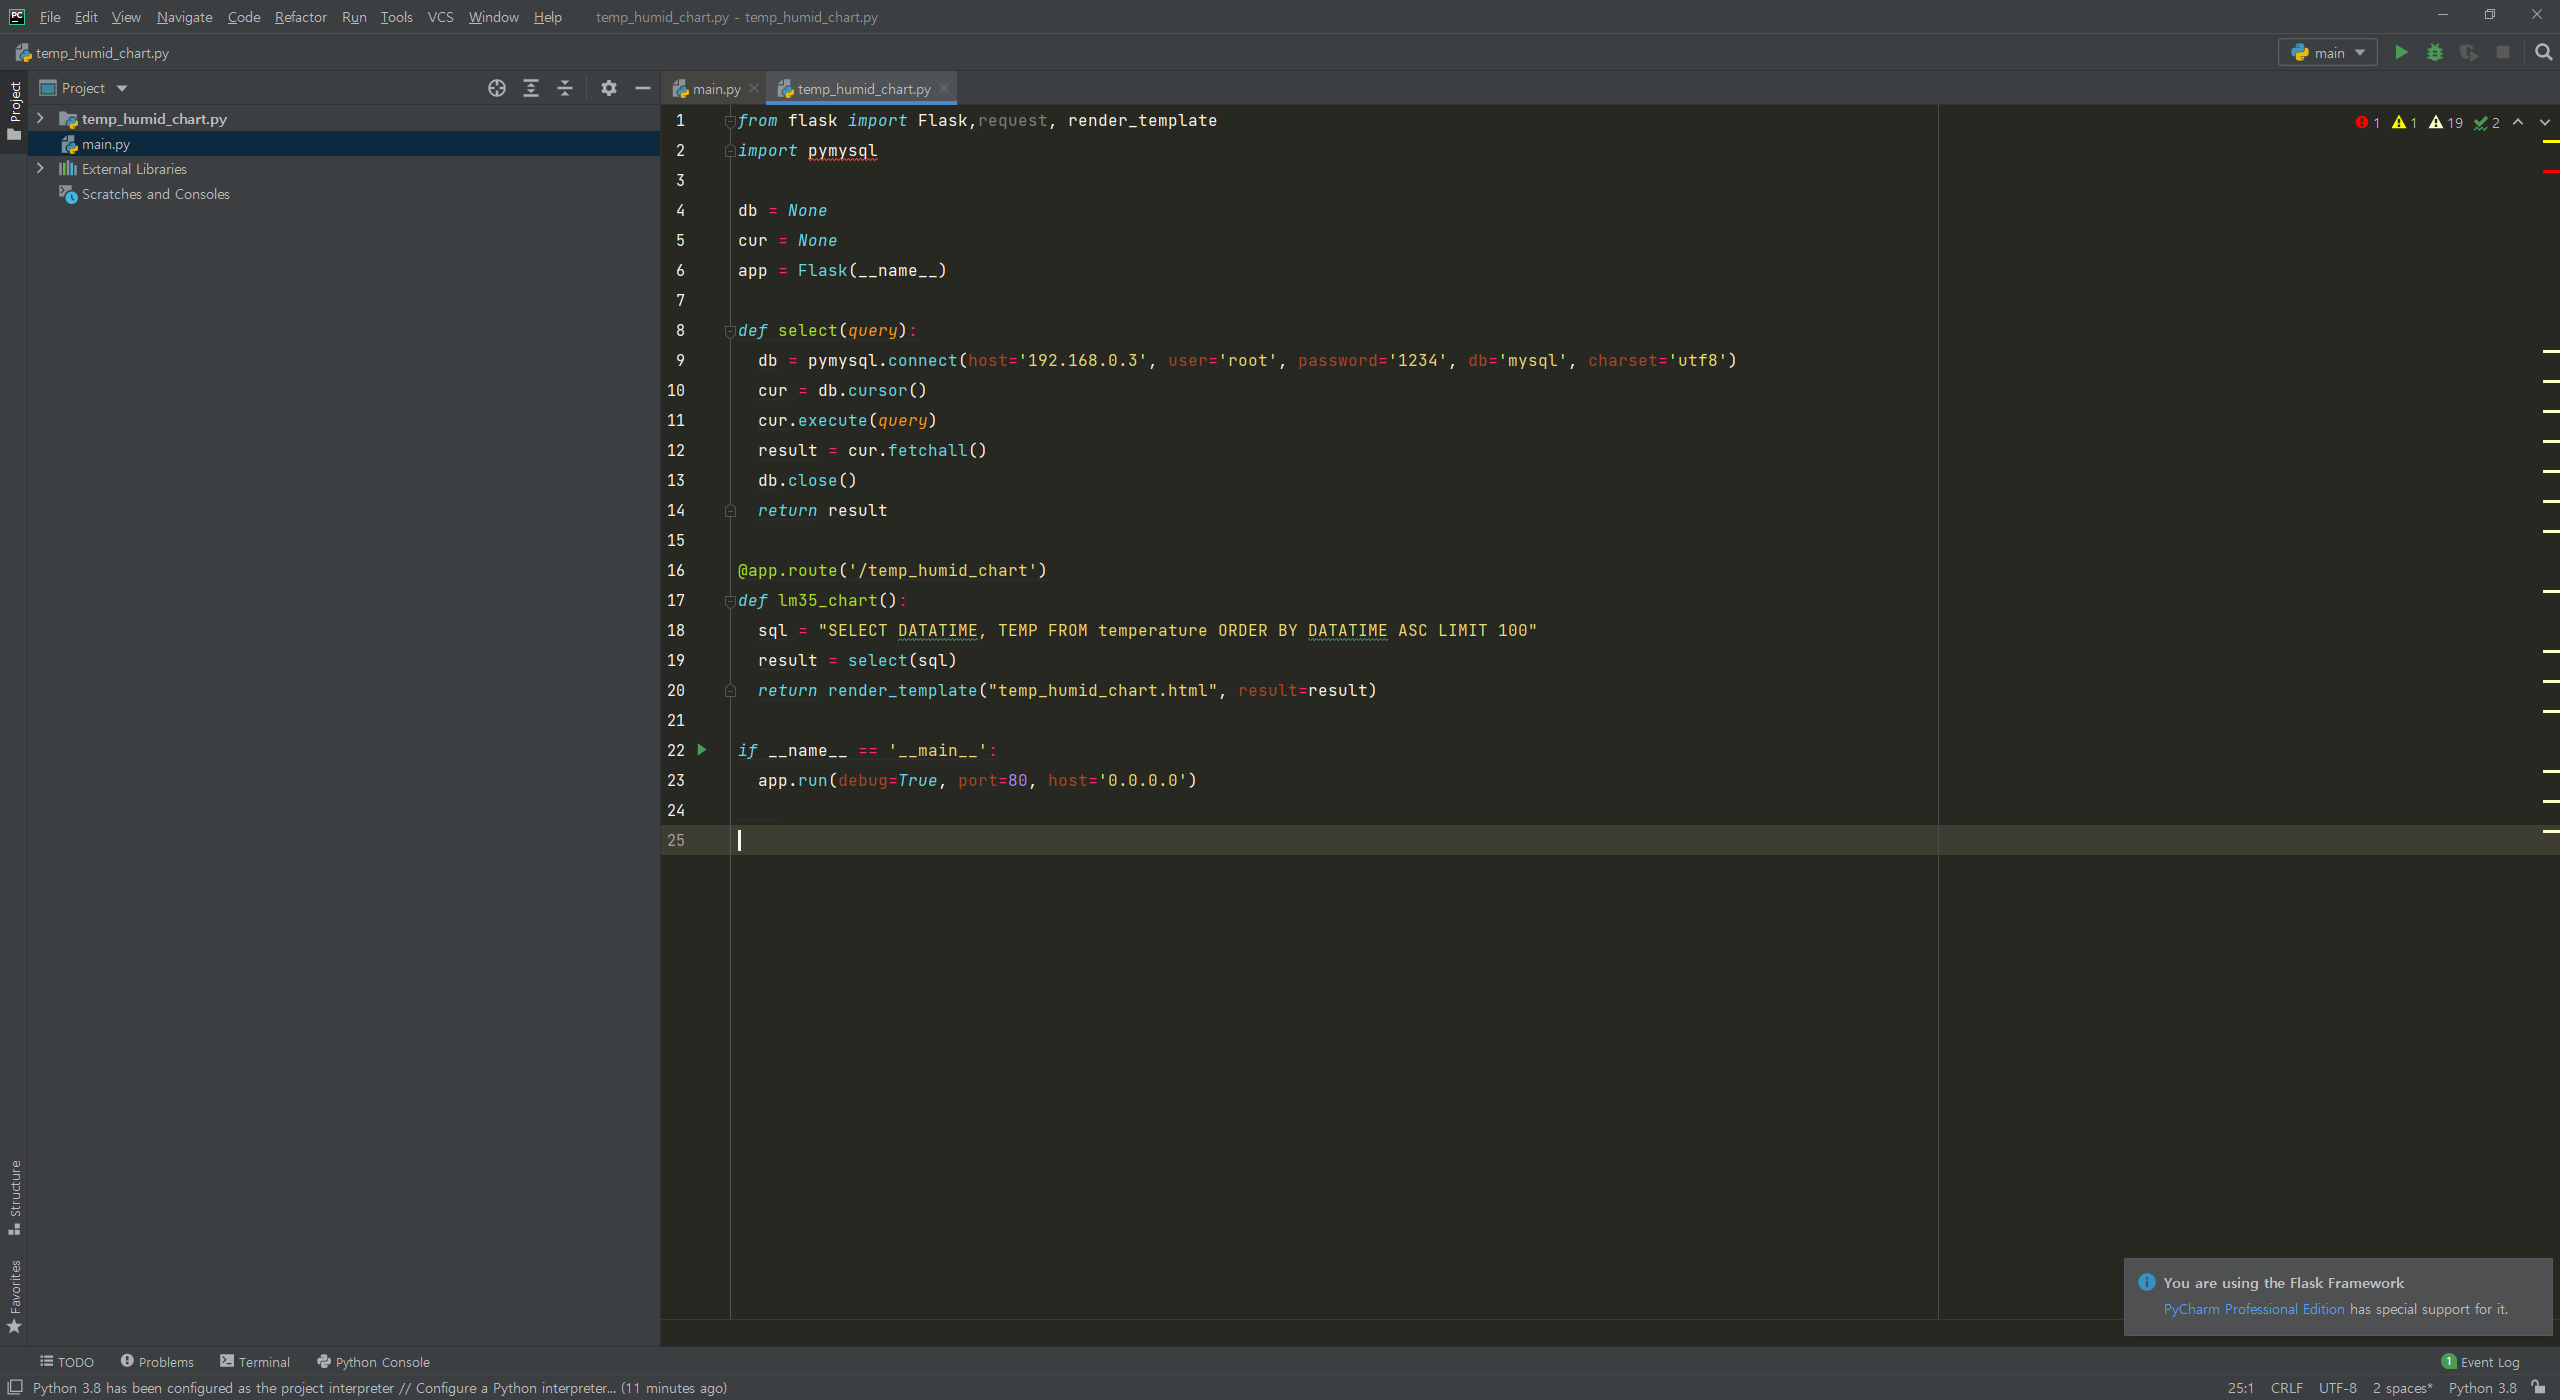 PC File Edit View Navigate Code Refactor Run Tools VCS Window Help temp_humid_chart.py - temp_humid_chart.py
temp_humid_chart.py main
Project
Project main.py temp_humid_chart.py
temp_humid_chart.py
main.py
External Libraries
Scratches and Consoles
1 1 19 2
1 from flask import Flask,request, render_template
2 import pymysql
3
4 db = None
5 cur = None
6 app = Flask(__name__)
7
8 def select(query):
9 db = pymysql.connect(host='192.168.0.3', user='root', password='1234', db='mysql', charset='utf8')
10 cur = db.cursor()
11 cur.execute(query)
12 result = cur.fetchall()
13 db.close()
14 return result
15
16 @app.route('/temp_humid_chart')
17 def lm35_chart():
18 sql = "SELECT DATATIME, TEMP FROM temperature ORDER BY DATATIME ASC LIMIT 100"
19 result = select(sql)
20 return render_template("temp_humid_chart.html", result=result)
21
22 if __name__ == '__main__':
23 app.run(debug=True, port=80, host='0.0.0.0')
24
25
Structure
Favorites
You are using the Flask Framework
PyCharm Professional Edition has special support for it.
TODO Problems Terminal Python Console 1 Event Log
Python 3.8 has been configured as the project interpreter // Configure a Python interpreter... (11 minutes ago) 25:1 CRLF UTF-8 2 spaces* Python 3.8